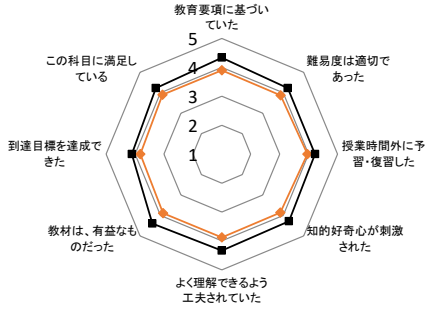 教育要項に基づい
ていた
難易度は適切で
あった
授業時間外に予
習・復習した
知的好奇心が刺激
された
よく理解できるよう
工夫されていた
教材は、有益なも
のだった
到達目標を達成で
きた
この科目に満足し
ている
5
4
3
2
1